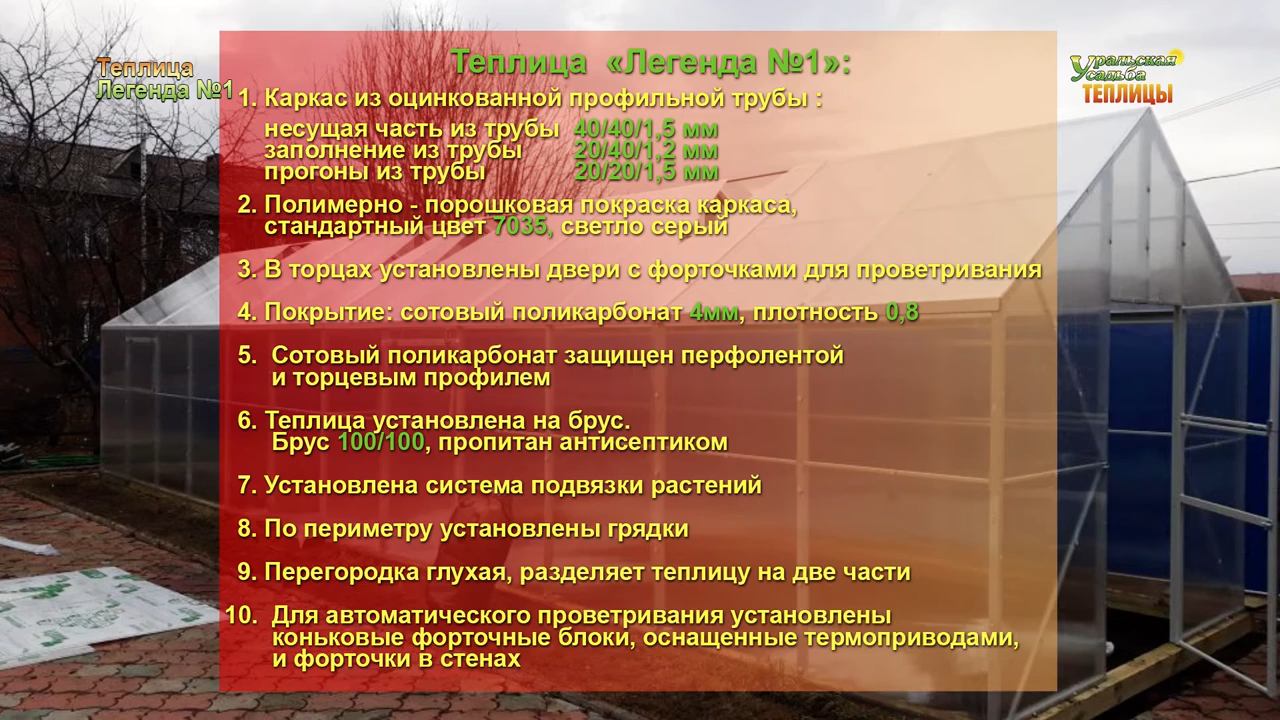 Теплица
Легенда №1
Уральская
Усадьба
ТЕПЛИЦЫ
Теплица «Легенда №1»:
1. Каркас из оцинкованной профильной трубы :
несущая часть из трубы 40/40/1,5 мм
заполнение из трубы 20/40/1,2 мм
прогоны из трубы 20/20/1,5 мм
2. Полимерно - порошковая покраска каркаса,
стандартный цвет 7035, светло серый
3. В торцах установлены двери с форточками для проветривания
4. Покрытие: сотовый поликарбонат 4мм, плотность 0,8
5. Сотовый поликарбонат защищен перфолентой
и торцевым профилем
6. Теплица установлена на брус.
Брус 100/100, пропитан антисептиком
7. Установлена система подвязки растений
8. По периметру установлены грядки
9. Перегородка глухая, разделяет теплицу на две части
10. Для автоматического проветривания установлены
коньковые форточные блоки, оснащенные термоприводами,
и форточки в стенах